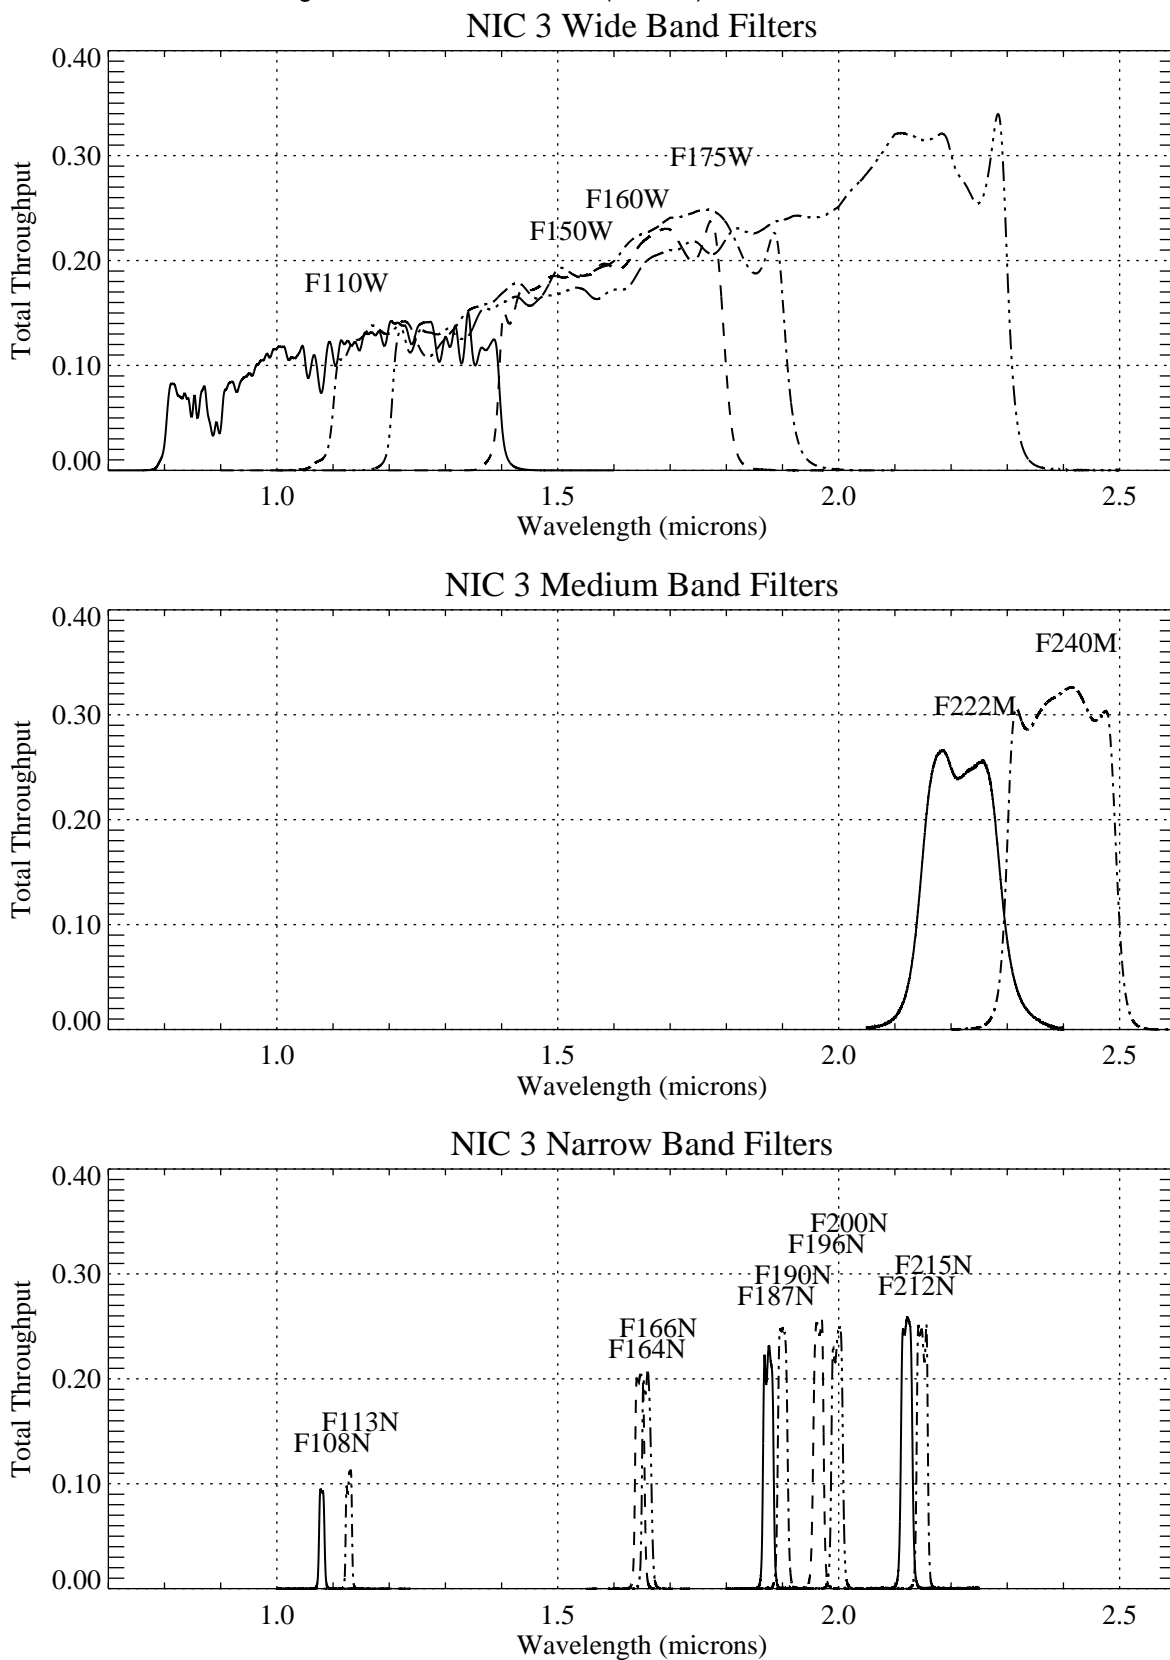 NIC 3 Wide Band Filters
0.40
0.30
0.20
0.10
0.00
Total Throughput
F175W
F160W
F150W
F110W
1.0 1.5 2.0 2.5
Wavelength (microns)
NIC 3 Medium Band Filters
0.40
0.30
0.20
0.10
0.00
Total Throughput
F240M
F222M
1.0 1.5 2.0 2.5
Wavelength (microns)
NIC 3 Narrow Band Filters
0.40
0.30
0.20
0.10
0.00
Total Throughput
F200N
F196N
F215N
F190N
F212N
F187N
F166N
F164N
F113N
F108N
1.0 1.5 2.0 2.5
Wavelength (microns)